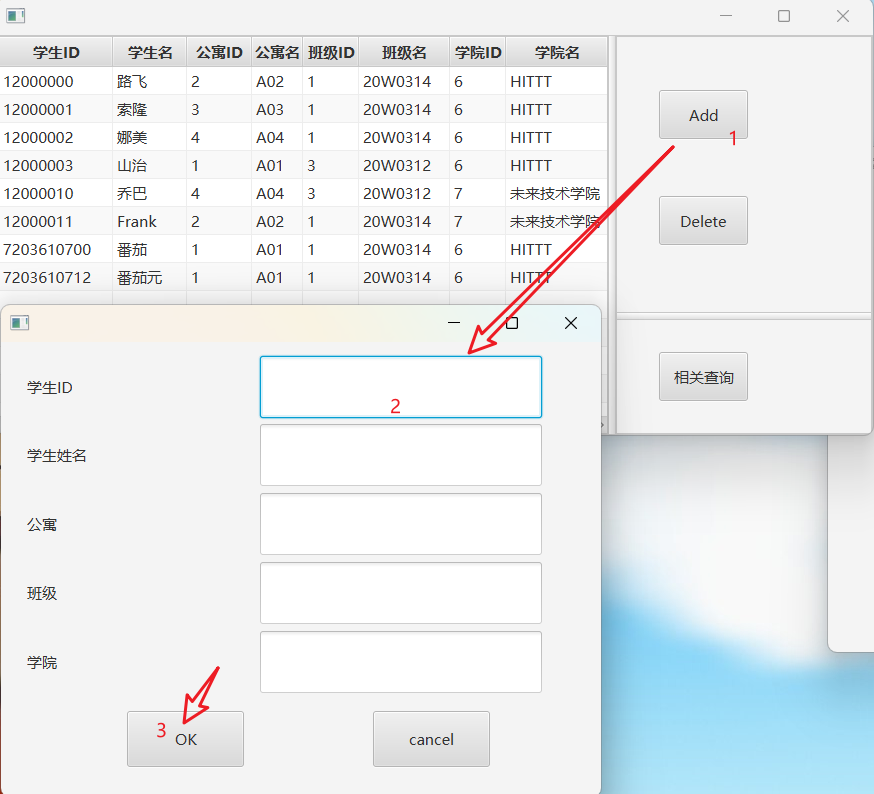 学生ID 学生名 公寓ID 公寓名 班级ID 班级名 学院ID 学院名
12000000 路飞 2 A02 1 20W0314 6 HITTT
12000001 索隆 3 A03 1 20W0314 6 HITTT
12000002 娜美 4 A04 1 20W0314 6 HITTT
12000003 山治 1 A01 3 20W0312 6 HITTT
12000010 乔巴 4 A04 3 20W0312 7 未来技术学院
12000011 Frank 2 A02 1 20W0314 7 未来技术学院
7203610700 番茄 1 A01 1 20W0314 6 HITTT
7203610712 番茄元 1 A01 1 20W0314 6 HITTT
Add
1
Delete
相关查询
学生ID
2
学生姓名
公寓
班级
学院
3
OK
cancel